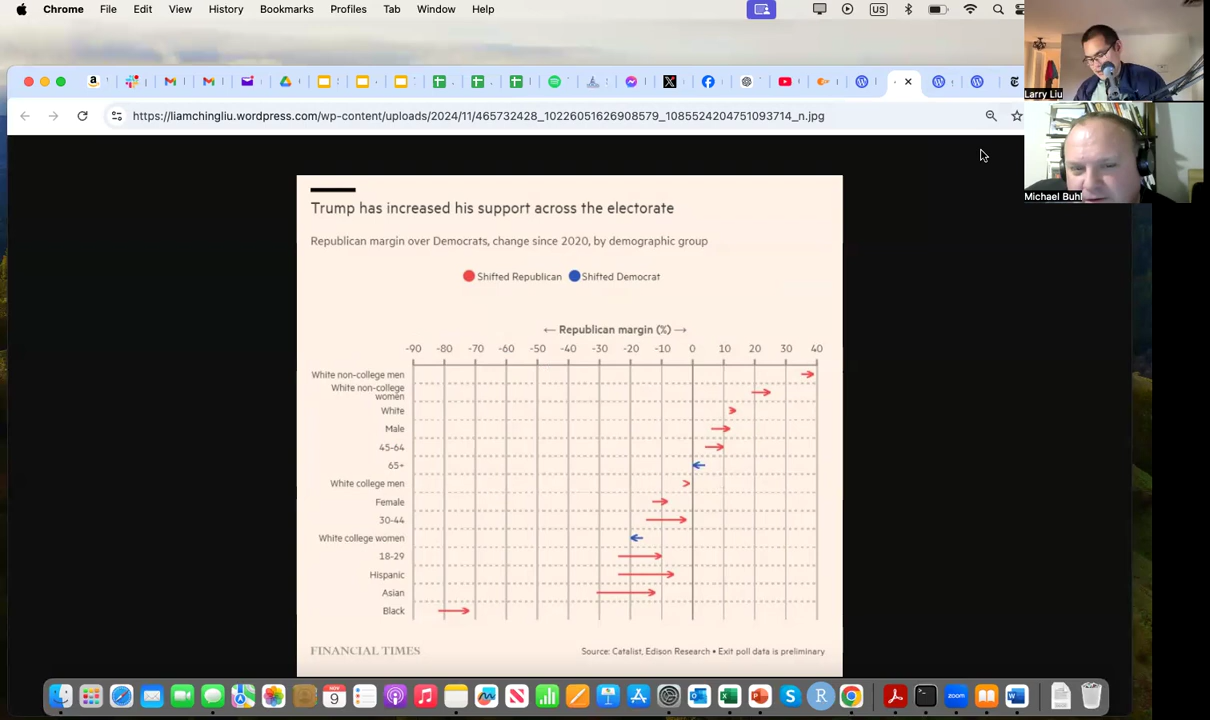 Chrome File Edit View History Bookmarks Profiles Tab Window Help
US
https://liamchingliu.wordpress.com/wp-content/uploads/2024/11/465732428_10226051626908579_1085524204751093714_n.jpg
Larry Liu
Michael Buhl
Trump has increased his support across the electorate
Republican margin over Democrats, change since 2020, by demographic group
Shifted Republican Shifted Democrat
← Republican margin (%) →
-90 -80 -70 -60 -50 -40 -30 -20 -10 0 10 20 30 40
White non-college men
White non-college
women
White
Male
45-64
65+
White college men
Female
30-44
White college women
18-29
Hispanic
Asian
Black
FINANCIAL TIMES
Source: Catalist, Edison Research • Exit poll data is preliminary
NOV
9
zoom